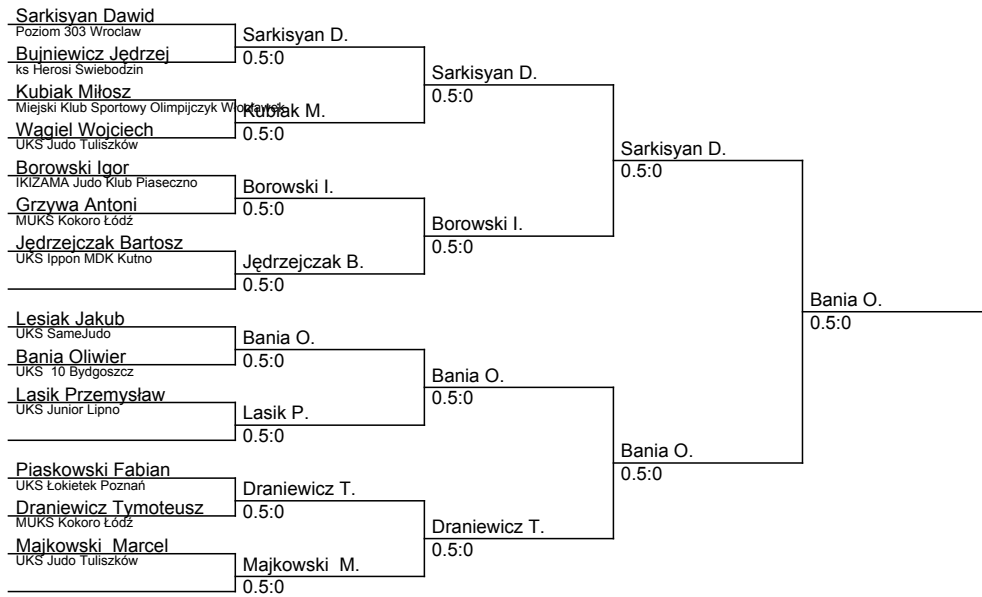 Sarkisyan Dawid
Poziom 303 Wroclaw
Bujniewicz Jędrzej
ks Herosi Świebodzin
Kubiak Miłosz
Miejski Klub Sportowy Olimpijczyk Włocławek
Wągiel Wojciech
UKS Judo Tuliszków
Borowski Igor
IKIZAMA Judo Klub Piaseczno
Grzywa Antoni
MUKS Kokoro Łódź
Jędrzejczak Bartosz
UKS Ippon MDK Kutno
Lesiak Jakub
UKS SameJudo
Bania Oliwier
UKS  10 Bydgoszcz
Lasik Przemysław
UKS Junior Lipno
Piaskowski Fabian
UKS Łokietek Poznań
Draniewicz Tymoteusz
MUKS Kokoro Łódź
Majkowski  Marcel
UKS Judo Tuliszków
Sarkisyan D.
0.5:0
Kubiak M.
0.5:0
Borowski I.
0.5:0
Jędrzejczak B.
0.5:0
Bania O.
0.5:0
Lasik P.
0.5:0
Draniewicz T.
0.5:0
Majkowski  M.
0.5:0
Sarkisyan D.
0.5:0
Borowski I.
0.5:0
Bania O.
0.5:0
Draniewicz T.
0.5:0
Sarkisyan D.
0.5:0
Bania O.
0.5:0
Bania O.
0.5:0